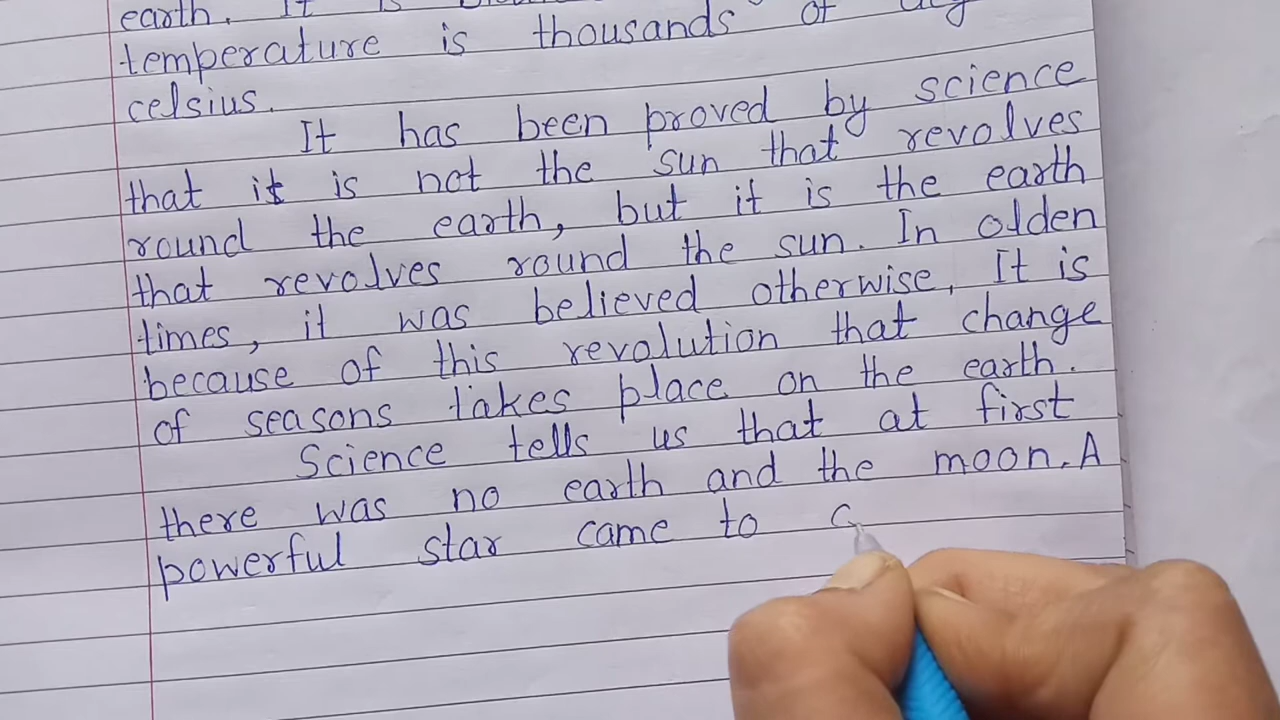 earth. It is
temperature is thousands of
celsius.
It has been proved by science
that it is not the sun that revolves
round the earth, but it is the earth
that revolves round the sun. In olden
times, it was believed otherwise. It is
because of this revolution that change
of seasons takes place on the earth.
Science tells us that at first
there was no earth and the moon. A
powerful star came to